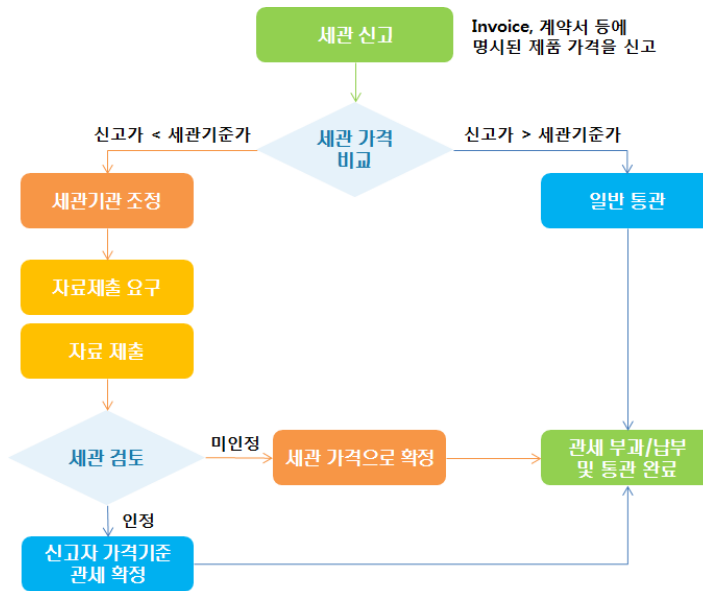 세관 신고
Invoice, 계약서 등에
명시된 제품 가격을 신고
신고가 < 세관기준가
세관 가격
비교
신고가 > 세관기준가
세관기관 조정
일반 통관
자료제출 요구
자료 제출
세관 검토
미인정
세관 가격으로 확정
관세 부과/납부
및 통관 완료
인정
신고자 가격기준
관세 확정